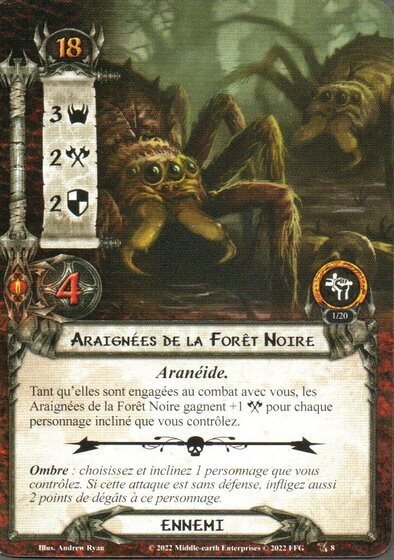 18
3
2
2
4
1/20
Araignées de la Forêt Noire
Aranéide.
Tant qu'elles sont engagées au combat avec vous, les
Araignées de la Forêt Noire gagnent +1 pour chaque
personnage incliné que vous contrôlez.
Ombre : choisissez et inclinez 1 personnage que vous
contrôlez. Si cette attaque est sans défense, infligez aussi
2 points de dégâts à ce personnage.
ENNEMI
Illus. Andrew Ryan © 2022 Middle-earth Enterprises © 2022 FFG 8